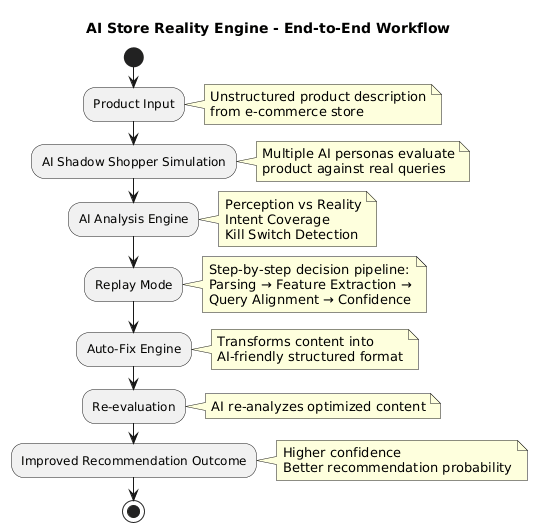 AI Store Reality Engine - End-to-End Workflow
Product Input
Unstructured product description
from e-commerce store
AI Shadow Shopper Simulation
Multiple AI personas evaluate
product against real queries
AI Analysis Engine
Perception vs Reality
Intent Coverage
Kill Switch Detection
Replay Mode
Step-by-step decision pipeline:
Parsing → Feature Extraction →
Query Alignment → Confidence
Auto-Fix Engine
Transforms content into
AI-friendly structured format
Re-evaluation
AI re-analyzes optimized content
Improved Recommendation Outcome
Higher confidence
Better recommendation probability